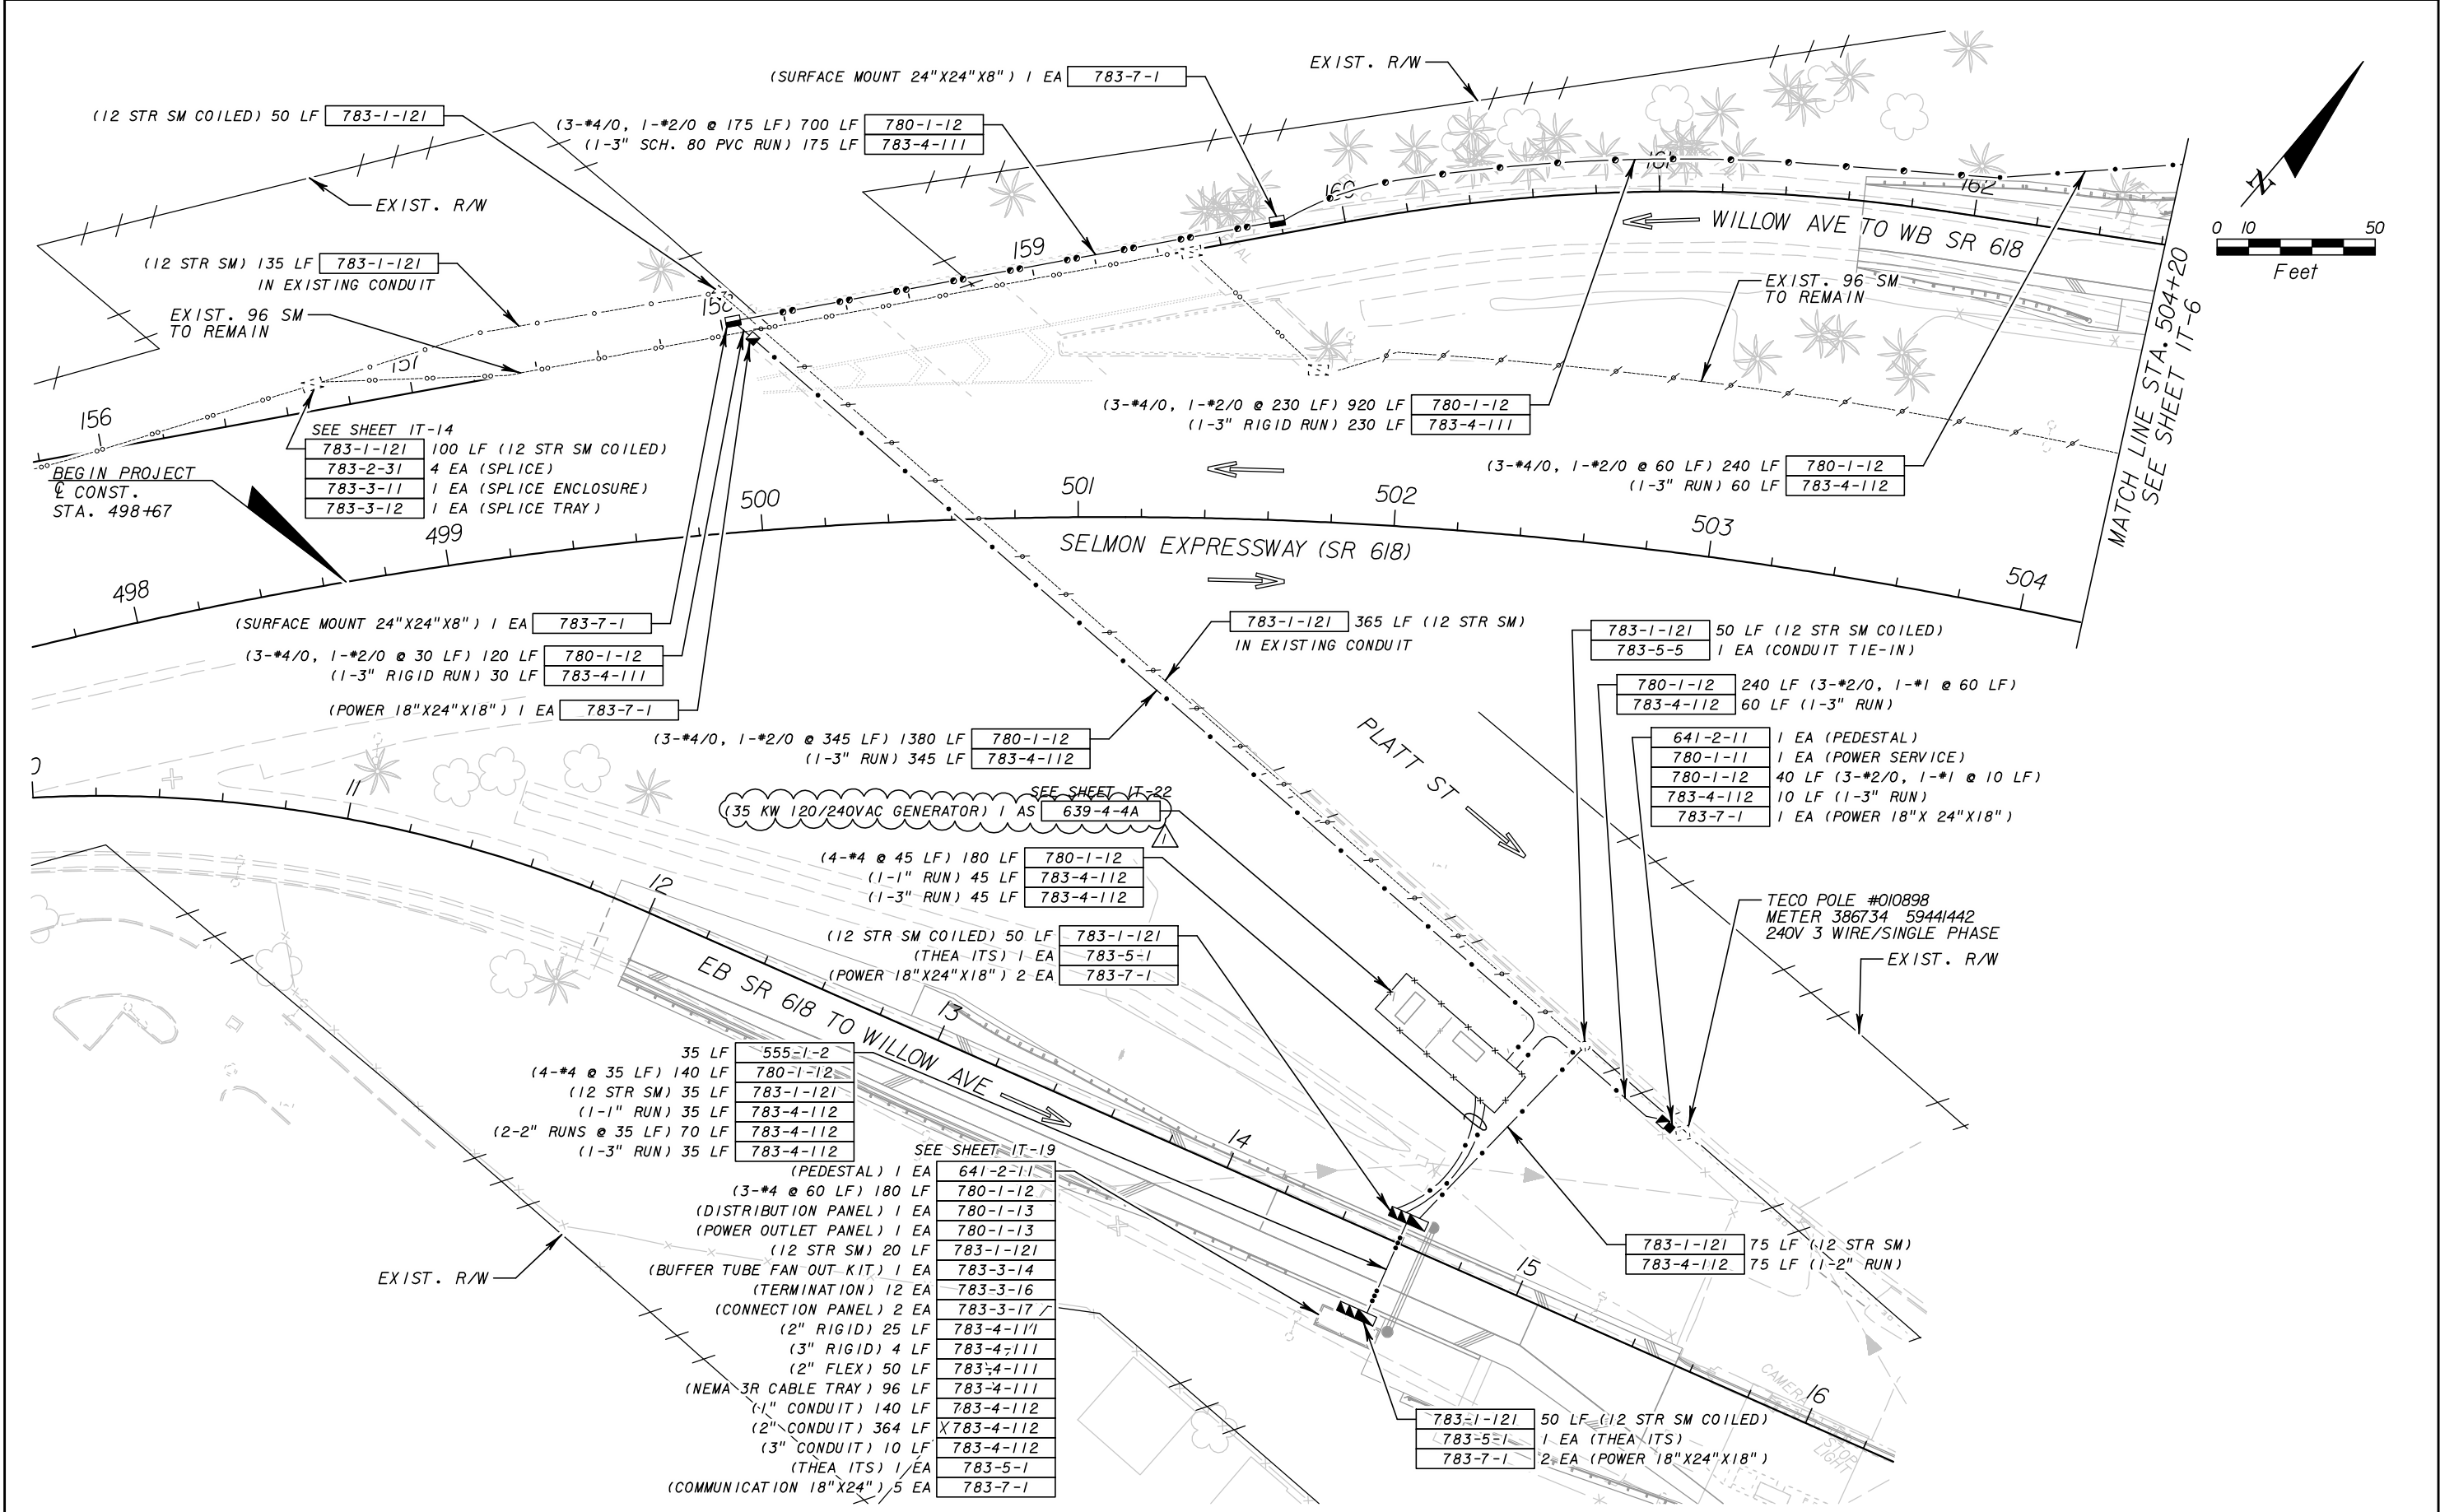 (SURFACE MOUNT 24"X24"X8") 1 EA 783-7-1
EXIST. R/W
(12 STR SM COILED) 50 LF 783-1-121
(3-#4/0, 1-#2/0 @ 175 LF) 700 LF 780-1-12
(1-3" SCH. 80 PVC RUN) 175 LF 783-4-111
EXIST. R/W
(12 STR SM) 135 LF 783-1-121
IN EXISTING CONDUIT
EXIST. 96 SM
TO REMAIN
156
157
158
159
160
161
162
WILLOW AVE TO WB SR 618
N
0 10 50
Feet
EXIST. 96 SM
TO REMAIN
MATCH LINE STA. 504+20
SEE SHEET IT-6
SEE SHEET IT-14
783-1-121 100 LF (12 STR SM COILED)
783-2-31 4 EA (SPLICE)
783-3-11 1 EA (SPLICE ENCLOSURE)
783-3-12 1 EA (SPLICE TRAY)
BEGIN PROJECT
℄ CONST.
STA. 498+67
(3-#4/0, 1-#2/0 @ 230 LF) 920 LF 780-1-12
(1-3" RIGID RUN) 230 LF 783-4-111
(3-#4/0, 1-#2/0 @ 60 LF) 240 LF 780-1-12
(1-3" RUN) 60 LF 783-4-112
498
499
500
501
502
503
504
SELMON EXPRESSWAY (SR 618)
(SURFACE MOUNT 24"X24"X8") 1 EA 783-7-1
(3-#4/0, 1-#2/0 @ 30 LF) 120 LF 780-1-12
(1-3" RIGID RUN) 30 LF 783-4-111
(POWER 18"X24"X18") 1 EA 783-7-1
783-1-121 365 LF (12 STR SM)
IN EXISTING CONDUIT
783-1-121 50 LF (12 STR SM COILED)
783-5-5 1 EA (CONDUIT TIE-IN)
780-1-12 240 LF (3-#2/0, 1-#1 @ 60 LF)
783-4-112 60 LF (1-3" RUN)
641-2-11 1 EA (PEDESTAL)
780-1-11 1 EA (POWER SERVICE)
780-1-12 40 LF (3-#2/0, 1-#1 @ 10 LF)
783-4-112 10 LF (1-3" RUN)
783-7-1 1 EA (POWER 18"X 24"X18")
(3-#4/0, 1-#2/0 @ 345 LF) 1380 LF 780-1-12
(1-3" RUN) 345 LF 783-4-112
PLATT ST
SEE SHEET IT-22
(35 KW 120/240VAC GENERATOR) 1 AS 639-4-4A
1
(4-#4 @ 45 LF) 180 LF 780-1-12
(1-1" RUN) 45 LF 783-4-112
(1-3" RUN) 45 LF 783-4-112
(12 STR SM COILED) 50 LF 783-1-121
(THEA ITS) 1 EA 783-5-1
(POWER 18"X24"X18") 2 EA 783-7-1
TECO POLE #010898
METER 386734 59441442
240V 3 WIRE/SINGLE PHASE
EXIST. R/W
11
12
13
14
15
16
EB SR 618 TO WILLOW AVE
35 LF 555-1-2
(4-#4 @ 35 LF) 140 LF 780-1-12
(12 STR SM) 35 LF 783-1-121
(1-1" RUN) 35 LF 783-4-112
(2-2" RUNS @ 35 LF) 70 LF 783-4-112
(1-3" RUN) 35 LF 783-4-112
SEE SHEET IT-19
(PEDESTAL) 1 EA 641-2-11
(3-#4 @ 60 LF) 180 LF 780-1-12
(DISTRIBUTION PANEL) 1 EA 780-1-13
(POWER OUTLET PANEL) 1 EA 780-1-13
(12 STR SM) 20 LF 783-1-121
(BUFFER TUBE FAN OUT KIT) 1 EA 783-3-14
(TERMINATION) 12 EA 783-3-16
(CONNECTION PANEL) 2 EA 783-3-17
(2" RIGID) 25 LF 783-4-111
(3" RIGID) 4 LF 783-4-111
(2" FLEX) 50 LF 783-4-111
(NEMA 3R CABLE TRAY) 96 LF 783-4-111
(1" CONDUIT) 140 LF 783-4-112
(2" CONDUIT) 364 LF 783-4-112
(3" CONDUIT) 10 LF 783-4-112
(THEA ITS) 1 EA 783-5-1
(COMMUNICATION 18"X24") 5 EA 783-7-1
EXIST. R/W
783-1-121 75 LF (12 STR SM)
783-4-112 75 LF (1-2" RUN)
783-1-121 50 LF (12 STR SM COILED)
783-5-1 1 EA (THEA ITS)
783-7-1 2 EA (POWER 18"X24"X18")
CAMERA
STOP
LIGHT